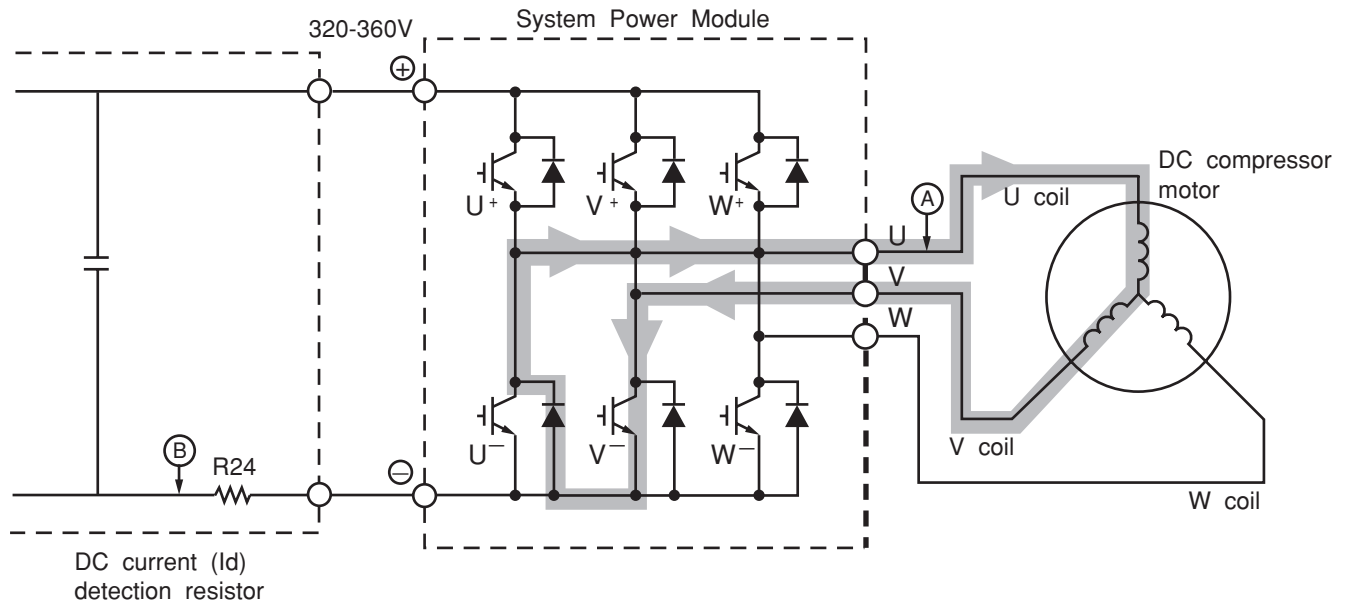 System Power Module
320-360V
+
U+
V+
W+
A
U coil
DC compressor
motor
U
V
W
U−
V−
W−
V coil
W coil
B
R24
−
DC current (Id)
detection resistor